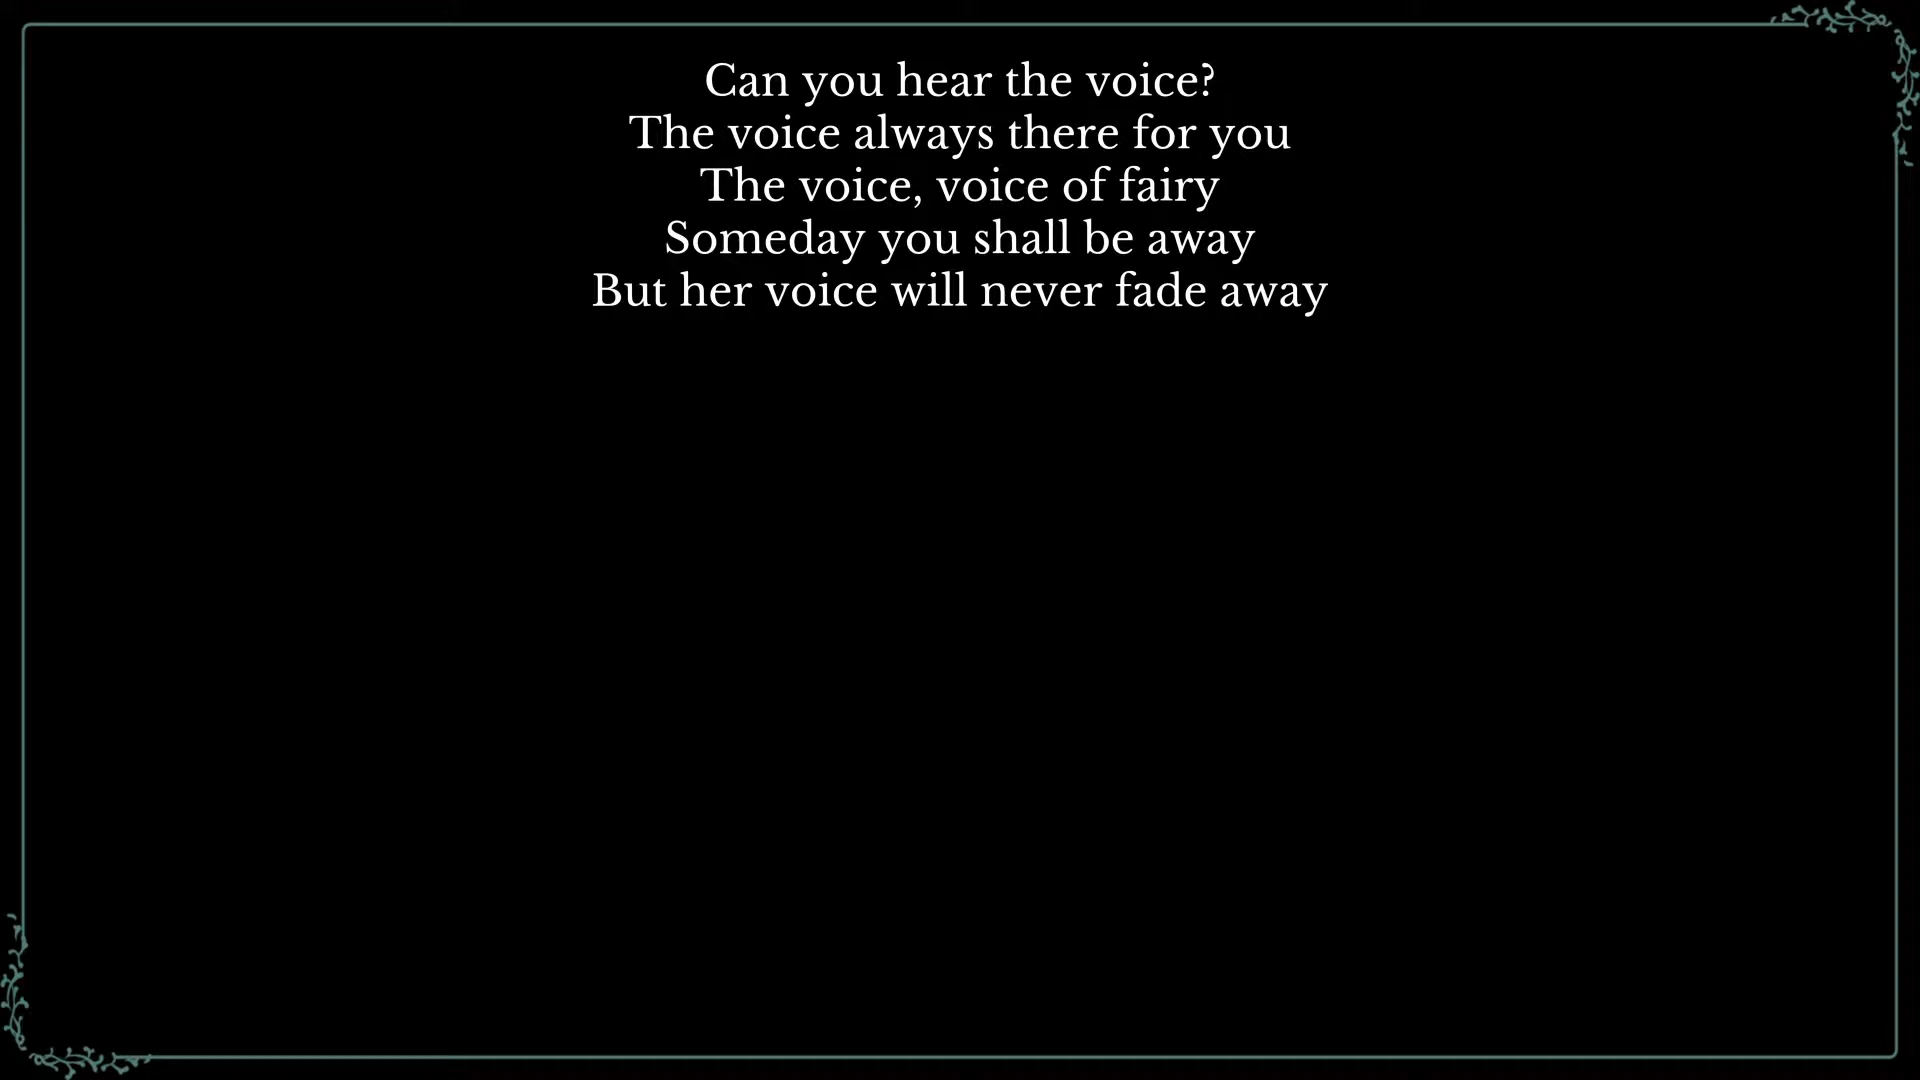 Can you hear the voice?
The voice always there for you
The voice, voice of fairy
Someday you shall be away
But her voice will never fade away